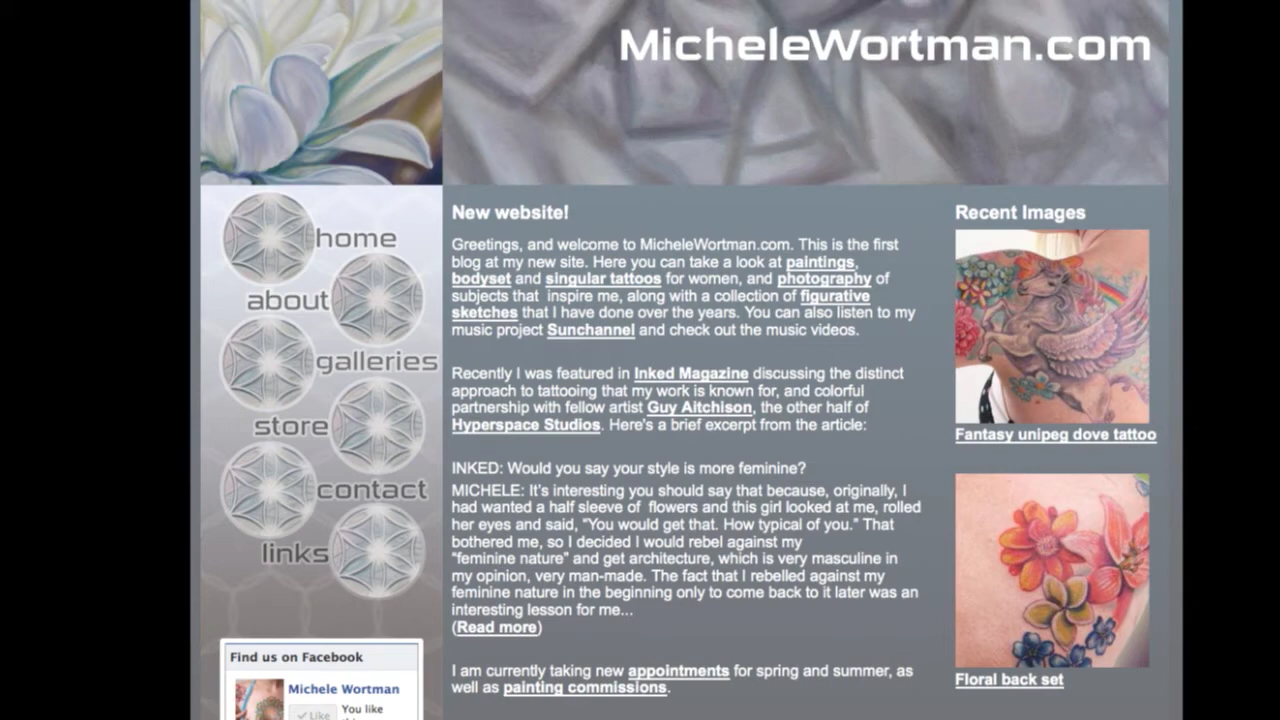 MicheleWortman.com
home
about
galleries
store
contact
links
Find us on Facebook
Michele Wortman
Like
You like
New website!
Greetings, and welcome to MicheleWortman.com. This is the first
blog at my new site. Here you can take a look at paintings,
bodyset and singular tattoos for women, and photography of
subjects that inspire me, along with a collection of figurative
sketches that I have done over the years. You can also listen to my
music project Sunchannel and check out the music videos.
Recently I was featured in Inked Magazine discussing the distinct
approach to tattooing that my work is known for, and colorful
partnership with fellow artist Guy Aitchison, the other half of
Hyperspace Studios. Here's a brief excerpt from the article:
INKED: Would you say your style is more feminine?
MICHELE: It’s interesting you should say that because, originally, I
had wanted a half sleeve of flowers and this girl looked at me, rolled
her eyes and said, “You would get that. How typical of you.” That
bothered me, so I decided I would rebel against my
“feminine nature” and get architecture, which is very masculine in
my opinion, very man-made. The fact that I rebelled against my
feminine nature in the beginning only to come back to it later was an
interesting lesson for me...
(Read more)
I am currently taking new appointments for spring and summer, as
well as painting commissions.
Recent Images
Fantasy unipeg dove tattoo
Floral back set